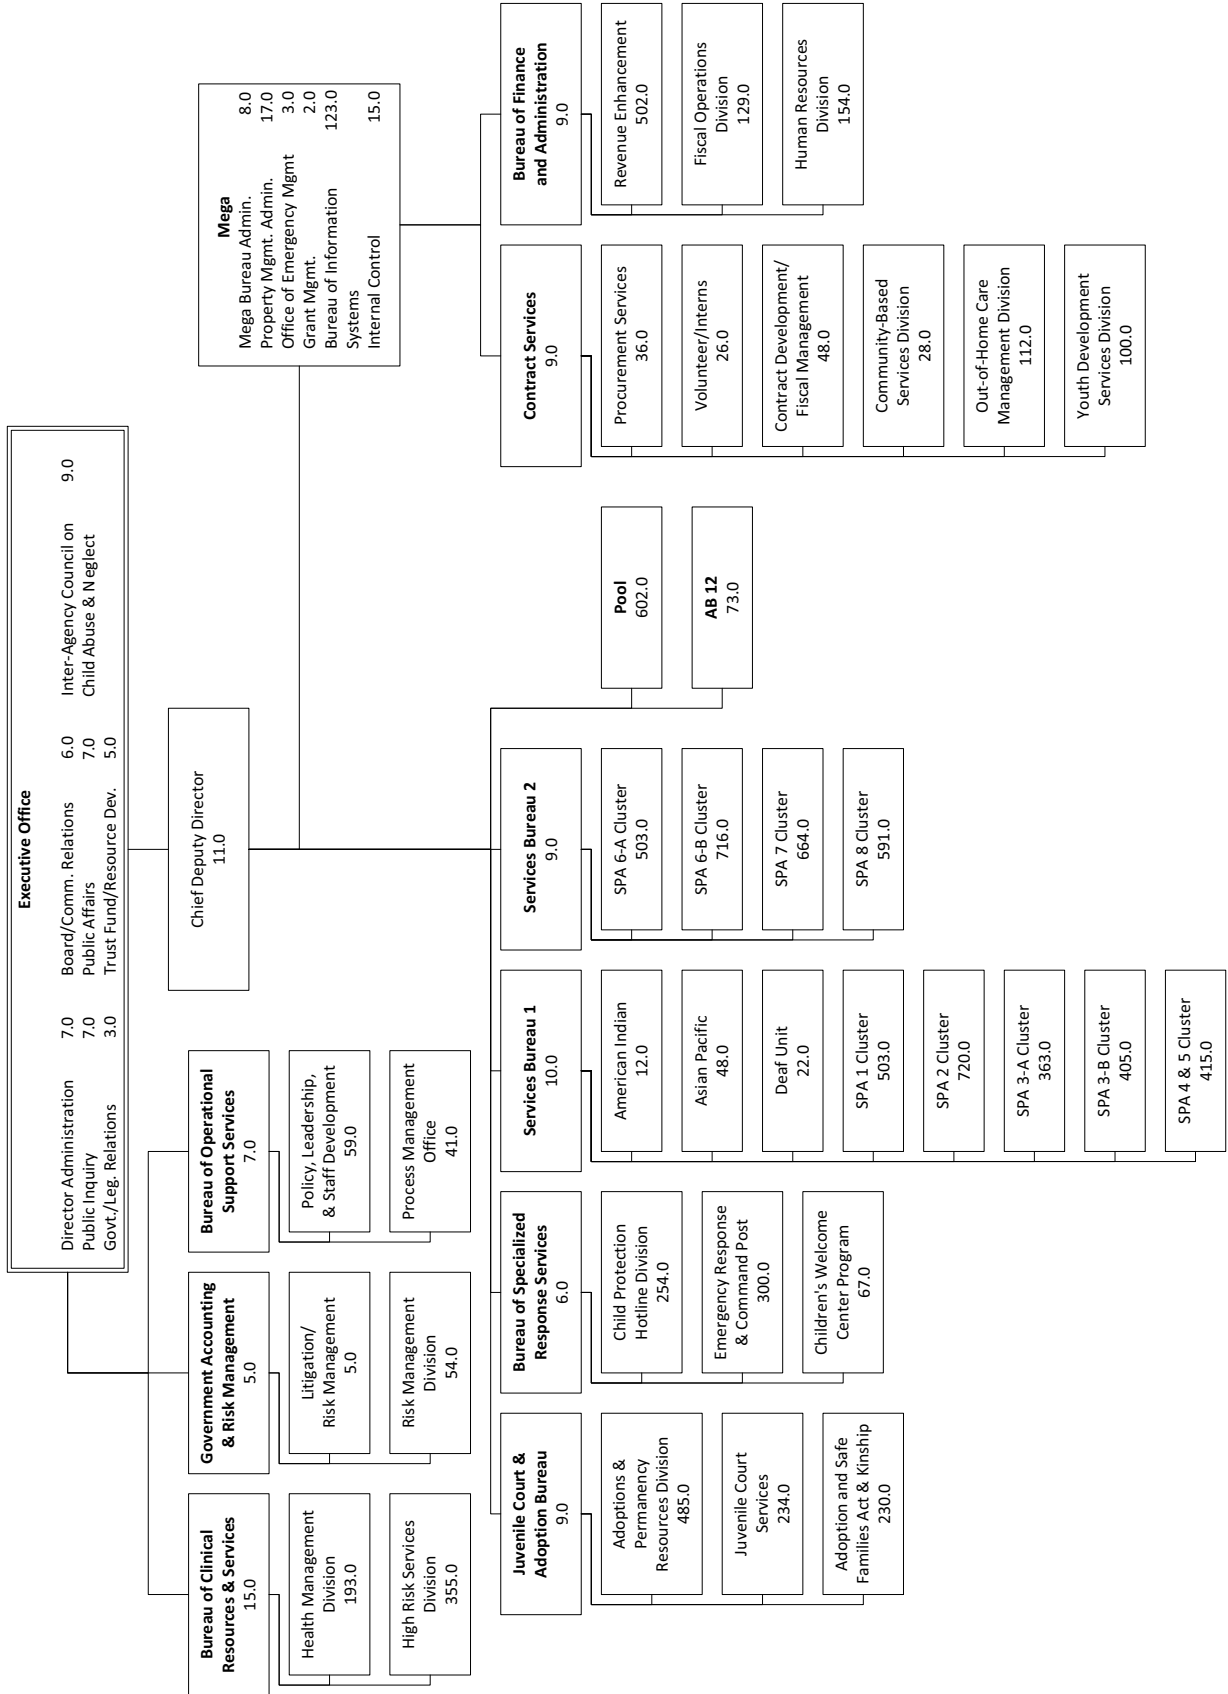 Executive Office
Director Administration 7.0 Board/Comm. Relations 6.0 Inter-Agency Council on 9.0
Public Inquiry 7.0 Public Affairs 7.0 Child Abuse & Neglect
Govt./Leg. Relations 3.0 Trust Fund/Resource Dev. 5.0
Chief Deputy Director
11.0
Bureau of Clinical
Resources & Services
15.0
Health Management
Division
193.0
High Risk Services
Division
355.0
Government Accounting
& Risk Management
5.0
Litigation/
Risk Management
5.0
Risk Management
Division
54.0
Bureau of Operational
Support Services
7.0
Policy, Leadership,
& Staff Development
59.0
Process Management
Office
41.0
Mega
Mega Bureau Admin. 8.0
Property Mgmt. Admin. 17.0
Office of Emergency Mgmt 3.0
Grant Mgmt. 2.0
Bureau of Information 123.0
Systems
Internal Control 15.0
Juvenile Court &
Adoption Bureau
9.0
Adoptions &
Permanency
Resources Division
485.0
Juvenile Court
Services
234.0
Adoption and Safe
Families Act & Kinship
230.0
Bureau of Specialized
Response Services
6.0
Child Protection
Hotline Division
254.0
Emergency Response
& Command Post
300.0
Children's Welcome
Center Program
67.0
Services Bureau 1
10.0
American Indian
12.0
Asian Pacific
48.0
Deaf Unit
22.0
SPA 1 Cluster
503.0
SPA 2 Cluster
720.0
SPA 3-A Cluster
363.0
SPA 3-B Cluster
405.0
SPA 4 & 5 Cluster
415.0
Services Bureau 2
9.0
SPA 6-A Cluster
503.0
SPA 6-B Cluster
716.0
SPA 7 Cluster
664.0
SPA 8 Cluster
591.0
Pool
602.0
AB 12
73.0
Contract Services
9.0
Procurement Services
36.0
Volunteer/Interns
26.0
Contract Development/
Fiscal Management
48.0
Community-Based
Services Division
28.0
Out-of-Home Care
Management Division
112.0
Youth Development
Services Division
100.0
Bureau of Finance
and Administration
9.0
Revenue Enhancement
502.0
Fiscal Operations
Division
129.0
Human Resources
Division
154.0